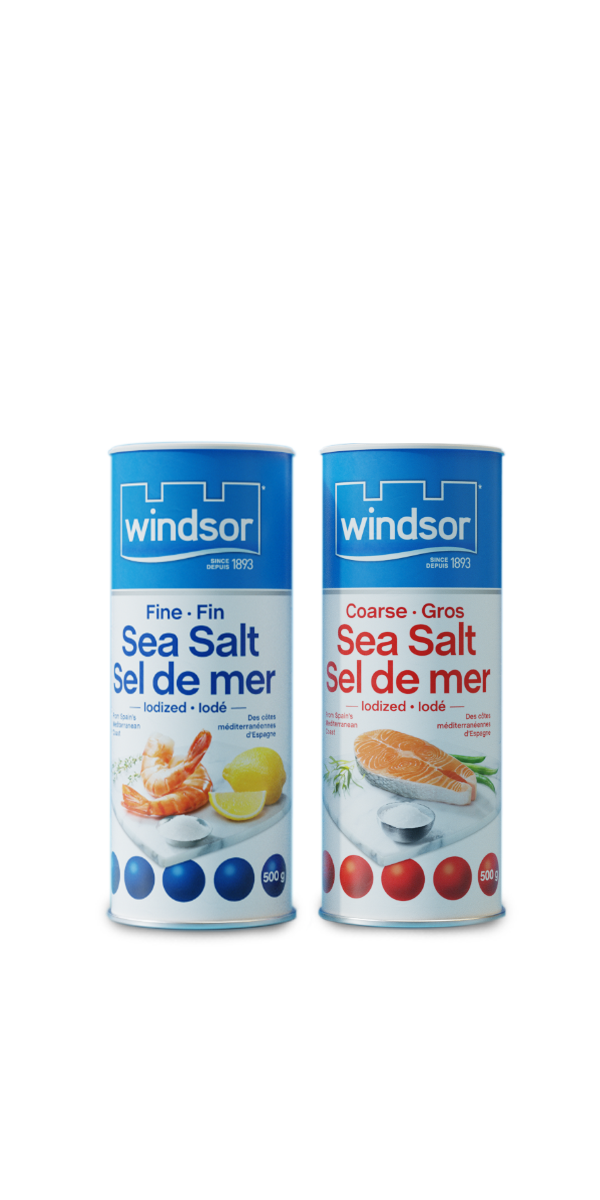 windsor
SINCE
DEPUIS 1893
Fine · Fin
Sea Salt
Sel de mer
Iodized • Iodé
From Spain's
Mediterranean
Coast
Des côtes
méditerranéennes
d'Espagne
500 g
windsor
SINCE
DEPUIS 1893
Coarse · Gros
Sea Salt
Sel de mer
Iodized • Iodé
From Spain's
Mediterranean
Coast
Des côtes
méditerranéennes
d'Espagne
500 g